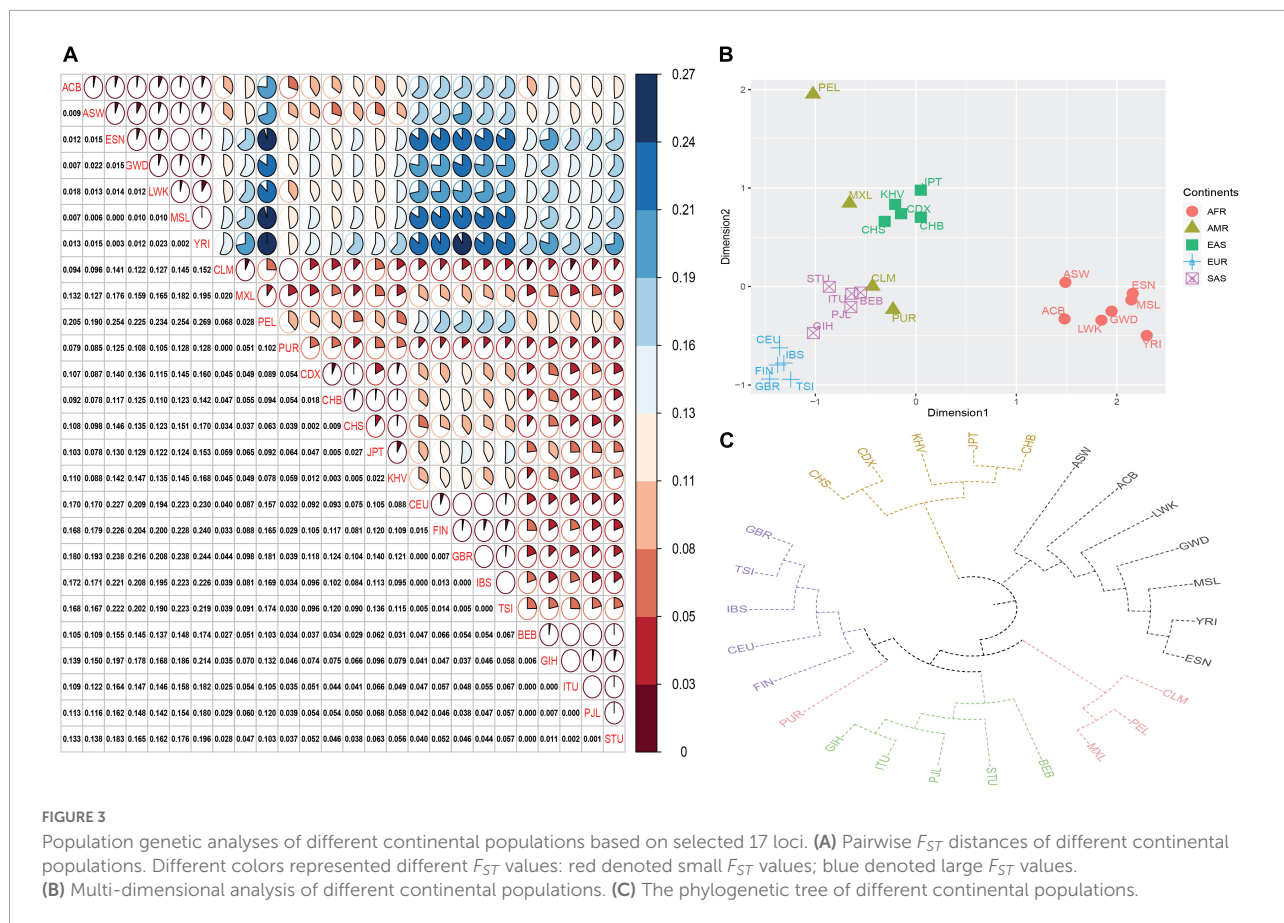 A
ACB
0.009 ASW
0.012 0.015 ESN
0.007 0.022 0.015 GWD
0.018 0.013 0.014 0.012 LWK
0.007 0.006 0.000 0.010 0.010 MSL
0.013 0.015 0.003 0.012 0.023 0.002 YRI
0.094 0.096 0.141 0.122 0.127 0.145 0.152 CLM
0.132 0.127 0.176 0.159 0.165 0.182 0.195 0.020 MXL
0.205 0.190 0.254 0.225 0.234 0.254 0.269 0.068 0.028 PEL
0.079 0.085 0.125 0.108 0.105 0.128 0.128 0.000 0.051 0.102 PUR
0.107 0.087 0.140 0.136 0.115 0.145 0.160 0.045 0.049 0.089 0.054 CDX
0.092 0.078 0.117 0.125 0.110 0.123 0.142 0.047 0.055 0.094 0.054 0.018 CHB
0.108 0.098 0.146 0.135 0.123 0.151 0.170 0.034 0.037 0.063 0.039 0.002 0.009 CHS
0.103 0.078 0.130 0.129 0.112 0.124 0.153 0.059 0.065 0.092 0.064 0.047 0.005 0.027 JPT
0.110 0.088 0.142 0.147 0.135 0.145 0.168 0.045 0.049 0.078 0.059 0.012 0.003 0.005 0.022 KHV
0.170 0.170 0.227 0.209 0.194 0.223 0.230 0.040 0.087 0.157 0.032 0.092 0.093 0.075 0.105 0.088 CEU
0.168 0.179 0.226 0.204 0.200 0.228 0.240 0.033 0.088 0.165 0.029 0.105 0.117 0.081 0.120 0.109 0.015 FIN
0.180 0.193 0.238 0.216 0.208 0.238 0.244 0.044 0.098 0.181 0.039 0.118 0.124 0.104 0.140 0.121 0.000 0.007 GBR
0.172 0.171 0.221 0.208 0.195 0.223 0.226 0.039 0.081 0.169 0.034 0.096 0.102 0.084 0.113 0.095 0.000 0.013 0.000 IBS
0.168 0.167 0.222 0.202 0.190 0.223 0.219 0.039 0.091 0.174 0.030 0.096 0.120 0.090 0.136 0.115 0.005 0.014 0.005 0.000 TSI
0.105 0.109 0.155 0.145 0.137 0.148 0.174 0.027 0.051 0.103 0.034 0.037 0.034 0.029 0.062 0.031 0.047 0.066 0.054 0.054 0.067 BEB
0.139 0.150 0.197 0.178 0.168 0.186 0.214 0.035 0.070 0.132 0.046 0.074 0.075 0.066 0.102 0.072 0.041 0.047 0.037 0.046 0.058 0.006 GIH
0.109 0.122 0.164 0.147 0.146 0.158 0.182 0.025 0.054 0.103 0.035 0.051 0.044 0.041 0.066 0.049 0.047 0.057 0.048 0.055 0.067 0.000 0.000 ITU
0.113 0.116 0.162 0.148 0.142 0.154 0.180 0.029 0.060 0.120 0.039 0.054 0.054 0.050 0.068 0.058 0.042 0.046 0.038 0.047 0.057 0.000 0.007 0.000 PJL
0.133 0.138 0.183 0.165 0.162 0.176 0.196 0.028 0.047 0.103 0.037 0.052 0.046 0.038 0.063 0.056 0.040 0.052 0.046 0.044 0.057 0.000 0.011 0.002 0.001 STU
0.27
0.24
0.21
0.19
0.16
0.13
0.11
0.08
0.05
0.03
0
B
2
1
0
−1
−1 0 1 2
Dimension2
Dimension1
PEL
MXL
JPT
KHV
CDX
CHS
CHB
STU
CLM
ITU
BEB
PJL
PUR
GIH
CEU
IBS
FIN
GBR
TSI
ASW
ESN
MSL
ACB
GWD
LWK
YRI
Continents
AFR
AMR
EAS
EUR
SAS
C
CHS
CDX
KHV
JPT
CHB
ASW
ACB
LWK
GWD
MSL
YRI
ESN
CLM
PEL
MXL
BEB
STU
PJL
ITU
GIH
PUR
FIN
CEU
IBS
TSI
GBR
FIGURE 3
Population genetic analyses of different continental populations based on selected 17 loci. (A) Pairwise FST distances of different continental
populations. Different colors represented different FST values: red denoted small FST values; blue denoted large FST values.
(B) Multi-dimensional analysis of different continental populations. (C) The phylogenetic tree of different continental populations.